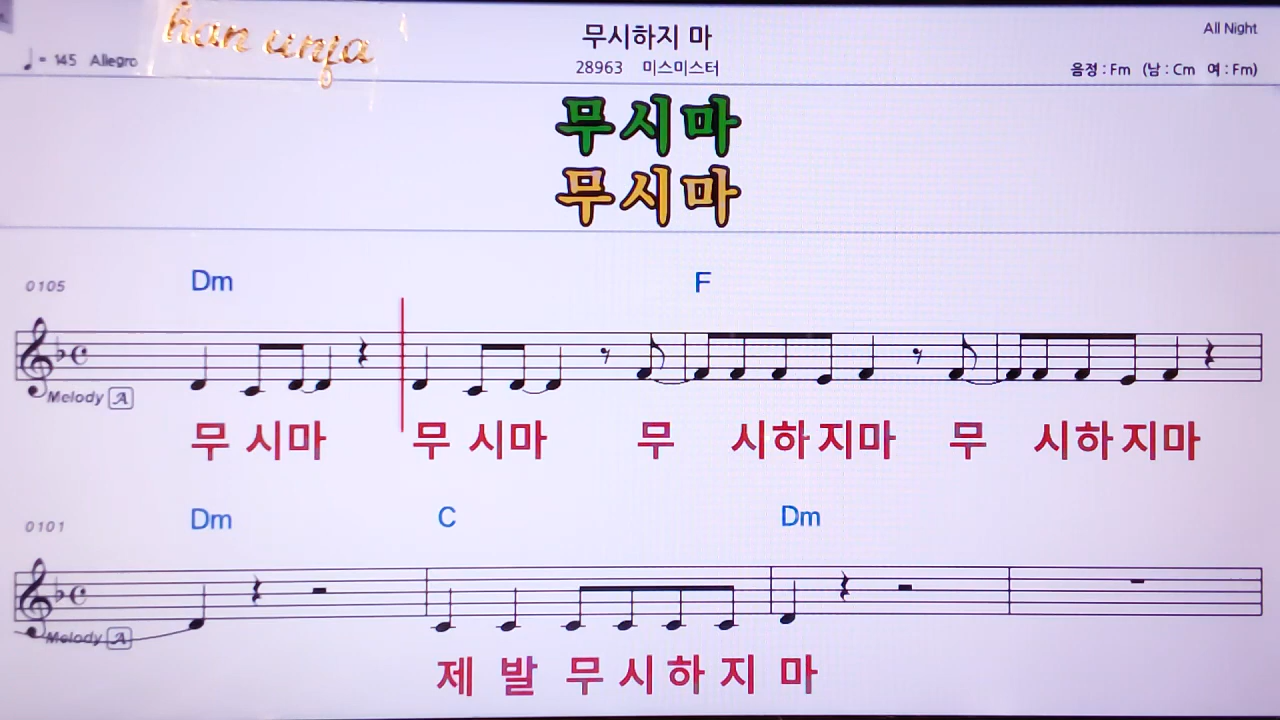 han unja
무시하지 마
All Night
♩= 145 Allegro
28963 미스미스터
음정 : Fm (남 : Cm 여 : Fm)
무시마
무시마
0105 Dm F
Melody A
무 시마 무 시마 무 시하지마 무 시하지마
0101 Dm C Dm
Melody A
제 발 무 시 하 지 마